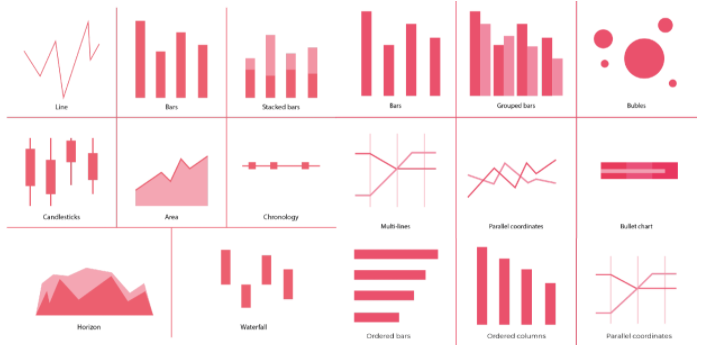 Line
Bars
Stacked bars
Bars
Grouped bars
Bubles
Candlesticks
Area
Chronology
Multi-lines
Parallel coordinates
Bullet chart
Horizon
Waterfall
Ordered bars
Ordered columns
Parallel coordinates